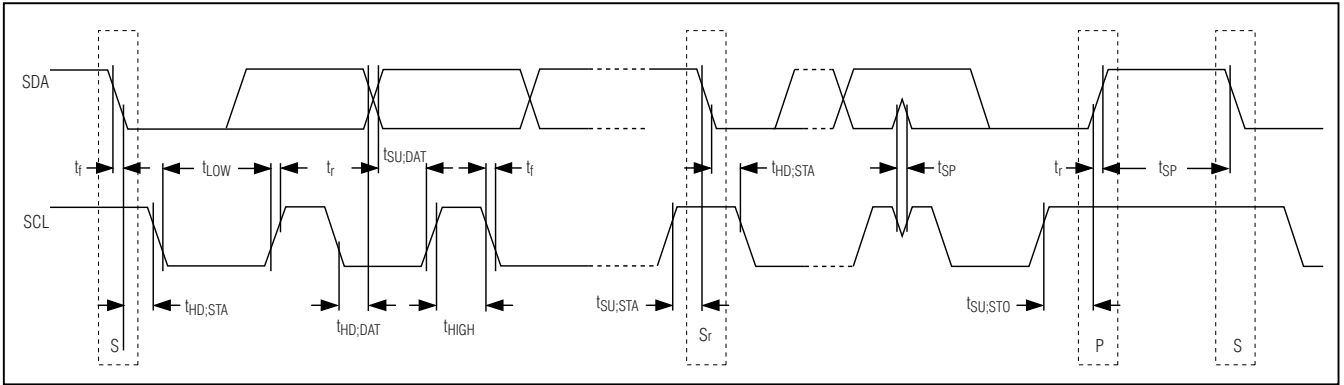 SDA
tf
tLOW
tr
tSU;DAT
tf
tHD;STA
tSP
tr
tSP
SCL
tHD;STA
tHD;DAT
tHIGH
tSU;STA
tSU;STO
S
Sr
P
S